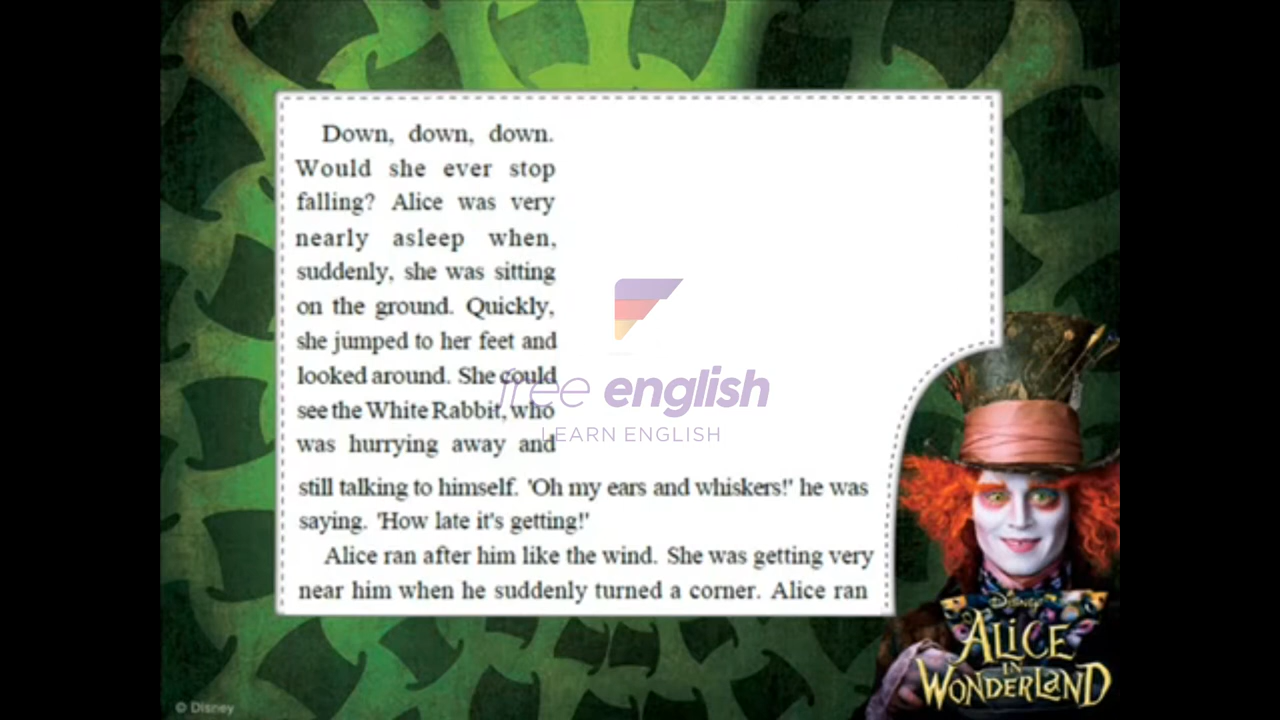 Down, down, down.
Would she ever stop
falling? Alice was very
nearly asleep when,
suddenly, she was sitting
on the ground. Quickly,
she jumped to her feet and
looked around. She could
see the White Rabbit, who
was hurrying away and
still talking to himself. 'Oh my ears and whiskers!' he was
saying. 'How late it's getting!'
Alice ran after him like the wind. She was getting very
near him when he suddenly turned a corner. Alice ran
free english
LEARN ENGLISH
Disney
ALICE
IN
WONDERLAND
© Disney